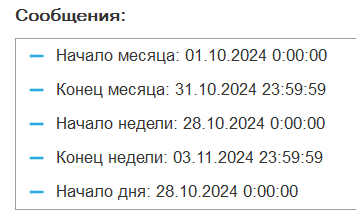 Сообщения:
— Начало месяца: 01.10.2024 0:00:00
— Конец месяца: 31.10.2024 23:59:59
— Начало недели: 28.10.2024 0:00:00
— Конец недели: 03.11.2024 23:59:59
— Начало дня: 28.10.2024 0:00:00